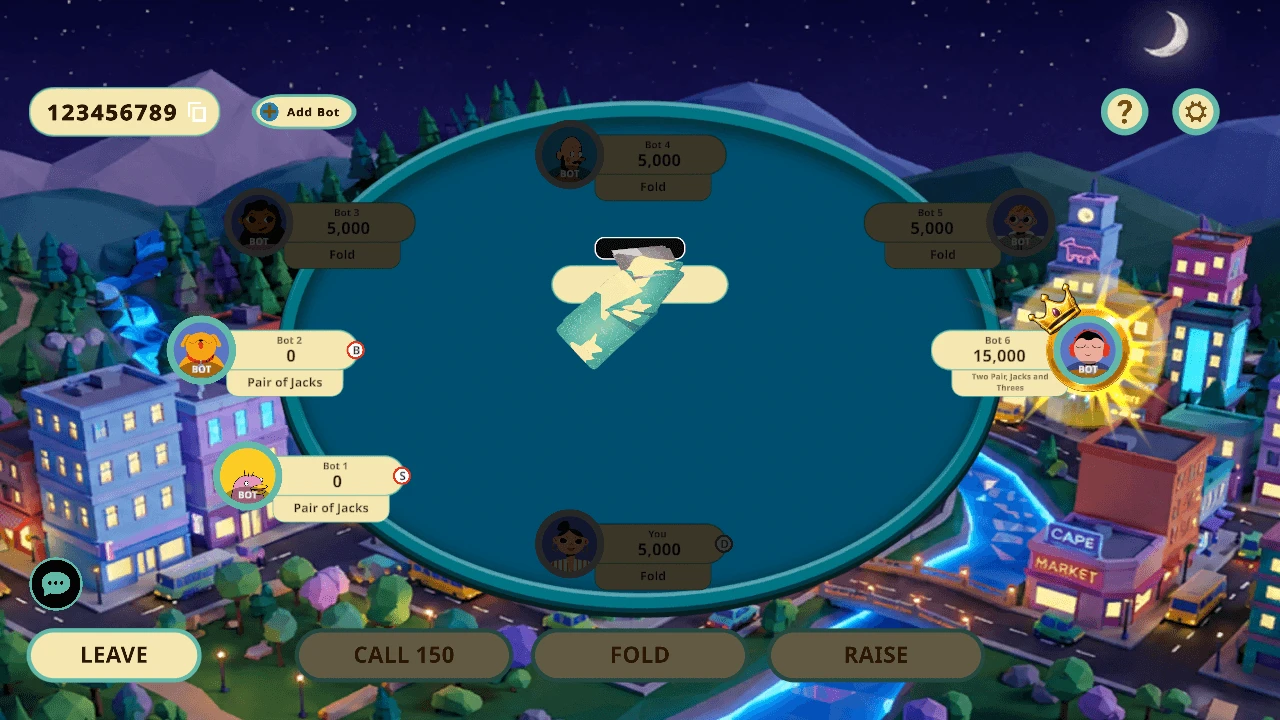 123456789
Add Bot
?
Bot 4
5,000
BOT
Fold
Bot 3
5,000
BOT
Fold
Bot 5
5,000
BOT
Fold
Bot 2
0
B
BOT
Pair of Jacks
Bot 6
15,000
BOT
Two Pair, Jacks and
Threes
Bot 1
0
S
BOT
Pair of Jacks
You
5,000
D
Fold
CAPE
MARKET
LEAVE
CALL 150
FOLD
RAISE